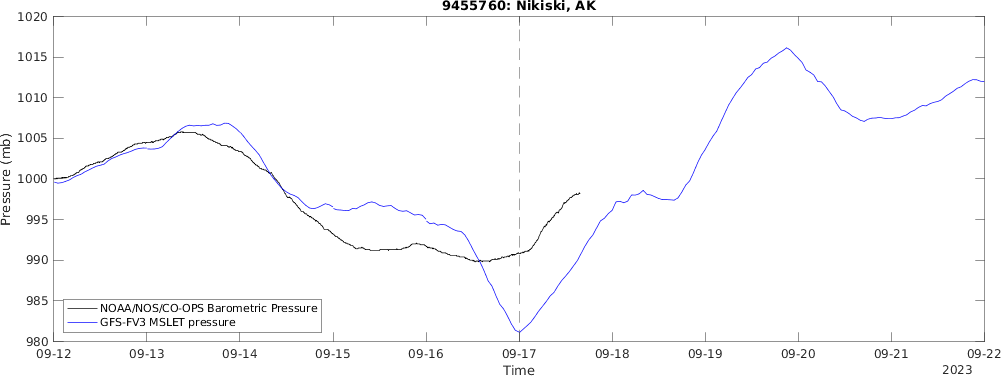 9455760: Nikiski, AK
1020
1015
1010
1005
1000
995
990
985
980
Pressure (mb)
NOAA/NOS/CO-OPS Barometric Pressure
GFS-FV3 MSLET pressure
09-12 09-13 09-14 09-15 09-16 09-17 09-18 09-19 09-20 09-21 09-22
Time
2023